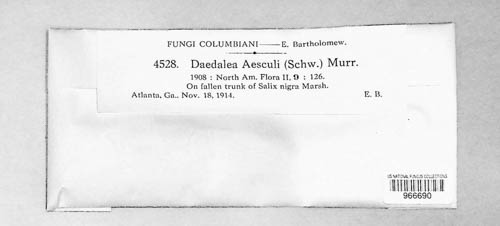 FUNGI COLUMBIANI—E. Bartholomew.
4528. Daedalea Aesculi (Schw.) Murr.
1908 : North Am. Flora II, 9 : 126.
On fallen trunk of Salix nigra Marsh.
Atlanta, Ga., Nov. 18, 1914. E. B.
US NATIONAL FUNGUS COLLECTIONS
966690